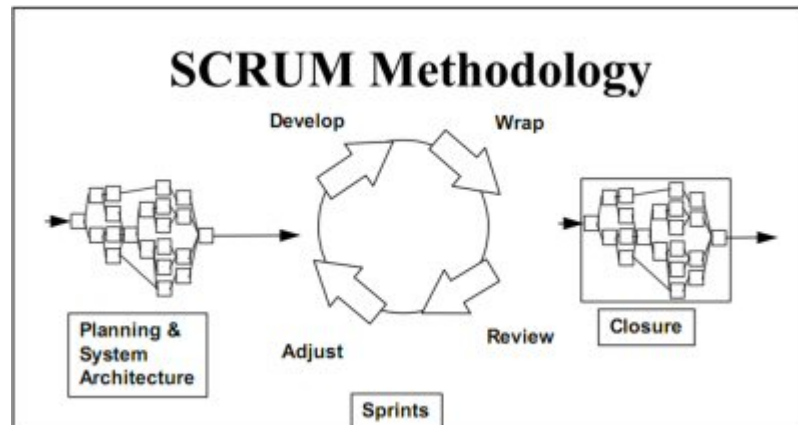 SCRUM Methodology
Develop
Wrap
Planning &
System
Architecture
Adjust
Review
Closure
Sprints